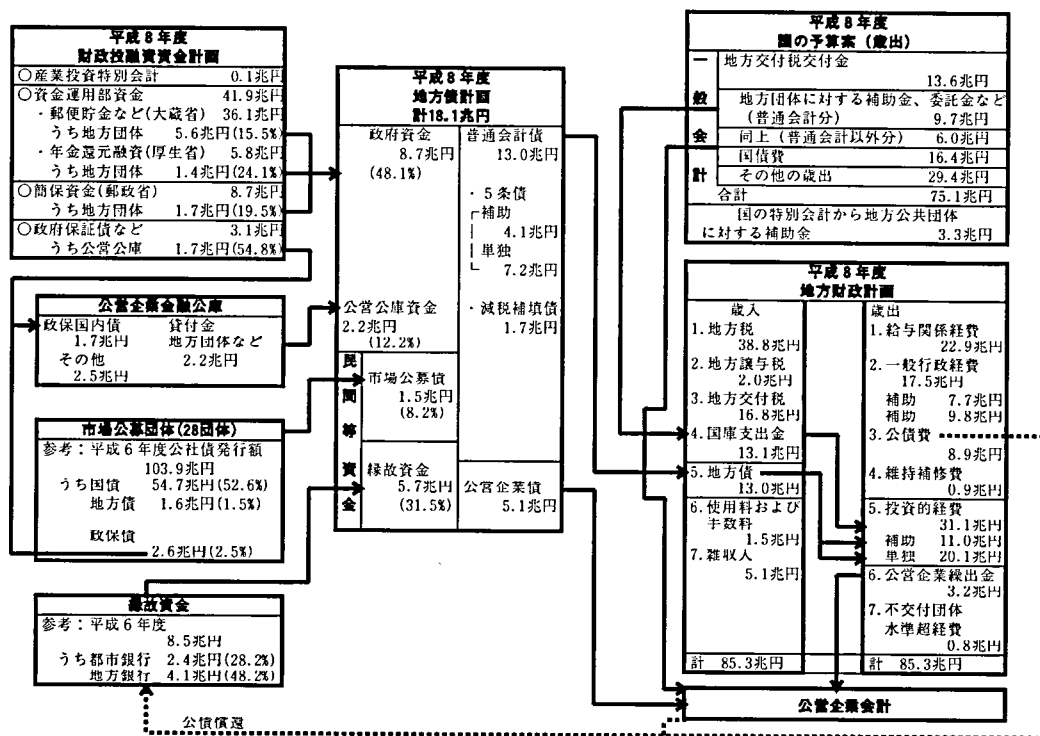 平成8年度
財政投融資資金計画
○産業投資特別会計 0.1兆円
○資金運用部資金 41.9兆円
・郵便貯金など(大蔵省) 36.1兆円
うち地方団体 5.6兆円(15.5%)
・年金還元融資(厚生省) 5.8兆円
うち地方団体 1.4兆円(24.1%)
○簡保資金(郵政省) 8.7兆円
うち地方団体 1.7兆円(19.5%)
○政府保証債など 3.1兆円
うち公営公庫 1.7兆円(54.8%)
公営企業金融公庫
政保国内債 貸付金
1.7兆円 地方団体など
その他 2.2兆円
2.5兆円
市場公募団体(28団体)
参考：平成6年度公社債発行額
103.9兆円
うち国債 54.7兆円(52.6%)
地方債 1.6兆円(1.5%)
政保債
2.6兆円(2.5%)
縁故資金
参考：平成6年度
8.5兆円
うち都市銀行 2.4兆円(28.2%)
地方銀行 4.1兆円(48.2%)
公債償還
平成8年度
地方債計画
計18.1兆円
政府資金
8.7兆円
(48.1%)
公営公庫資金
2.2兆円
(12.2%)
民間等資金
市場公募債
1.5兆円
(8.2%)
縁故資金
5.7兆円
(31.5%)
普通会計債
13.0兆円
・5条債
補助
4.1兆円
単独
7.2兆円
・減税補填債
1.7兆円
公営企業債
5.1兆円
平成8年度
国の予算案（歳出）
一般会計
地方交付税交付金
13.6兆円
地方団体に対する補助金、委託金など
(普通会計分) 9.7兆円
同上（普通会計以外分） 6.0兆円
国債費 16.4兆円
その他の歳出 29.4兆円
合計 75.1兆円
国の特別会計から地方公共団体
に対する補助金 3.3兆円
平成8年度
地方財政計画
歳入
1.地方税
38.8兆円
2.地方譲与税
2.0兆円
3.地方交付税
16.8兆円
4.国庫支出金
13.1兆円
5.地方債
13.0兆円
6.使用料および
手数料
1.5兆円
7.雑収入
5.1兆円
計 85.3兆円
歳出
1.給与関係経費
22.9兆円
2.一般行政経費
17.5兆円
補助 7.7兆円
補助 9.8兆円
3.公債費
8.9兆円
4.維持補修費
0.9兆円
5.投資的経費
31.1兆円
補助 11.0兆円
単独 20.1兆円
6.公営企業繰出金
3.2兆円
7.不交付団体
水準超経費
0.8兆円
計 85.3兆円
公営企業会計